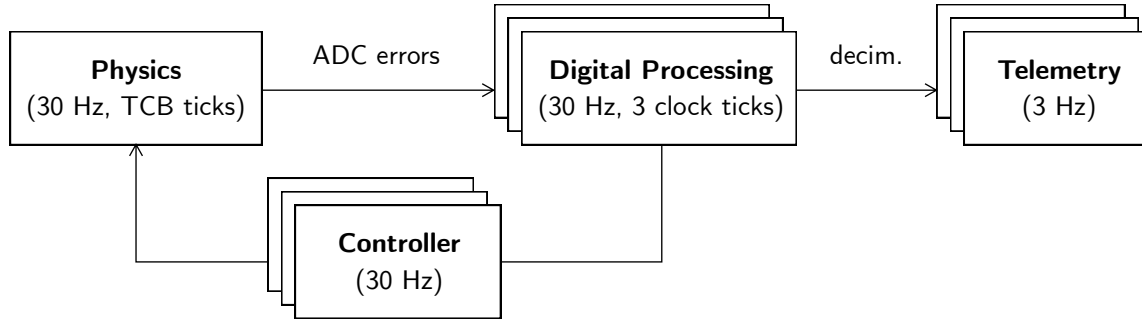 Physics
(30 Hz, TCB ticks)
ADC errors
Digital Processing
(30 Hz, 3 clock ticks)
decim.
Telemetry
(3 Hz)
Controller
(30 Hz)